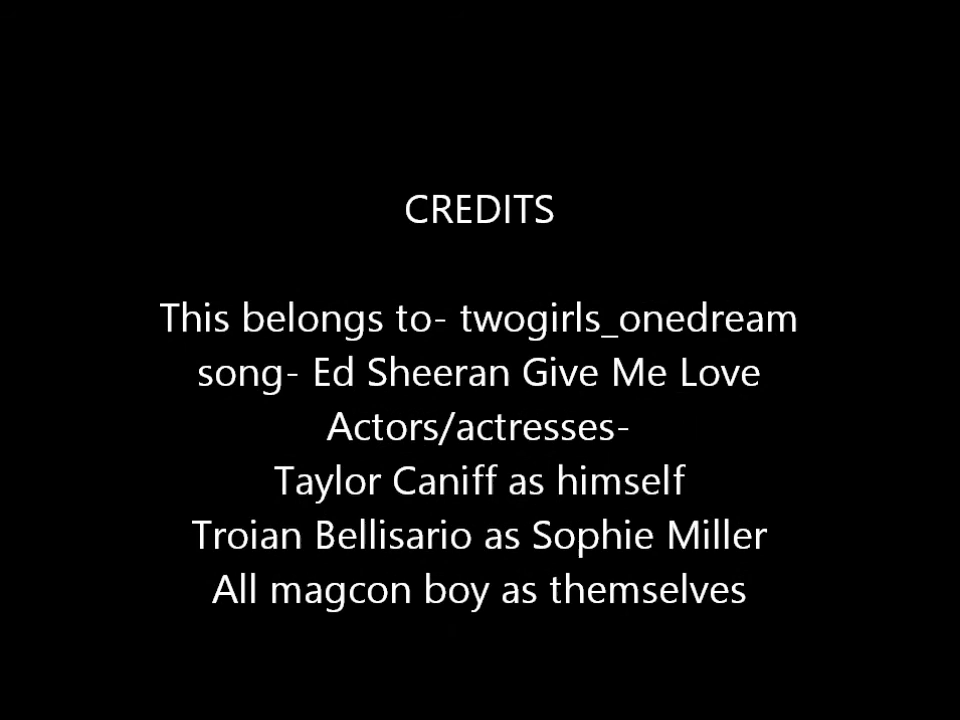 CREDITS
This belongs to- twogirls_onedream
song- Ed Sheeran Give Me Love
Actors/actresses-
Taylor Caniff as himself
Troian Bellisario as Sophie Miller
All magcon boy as themselves